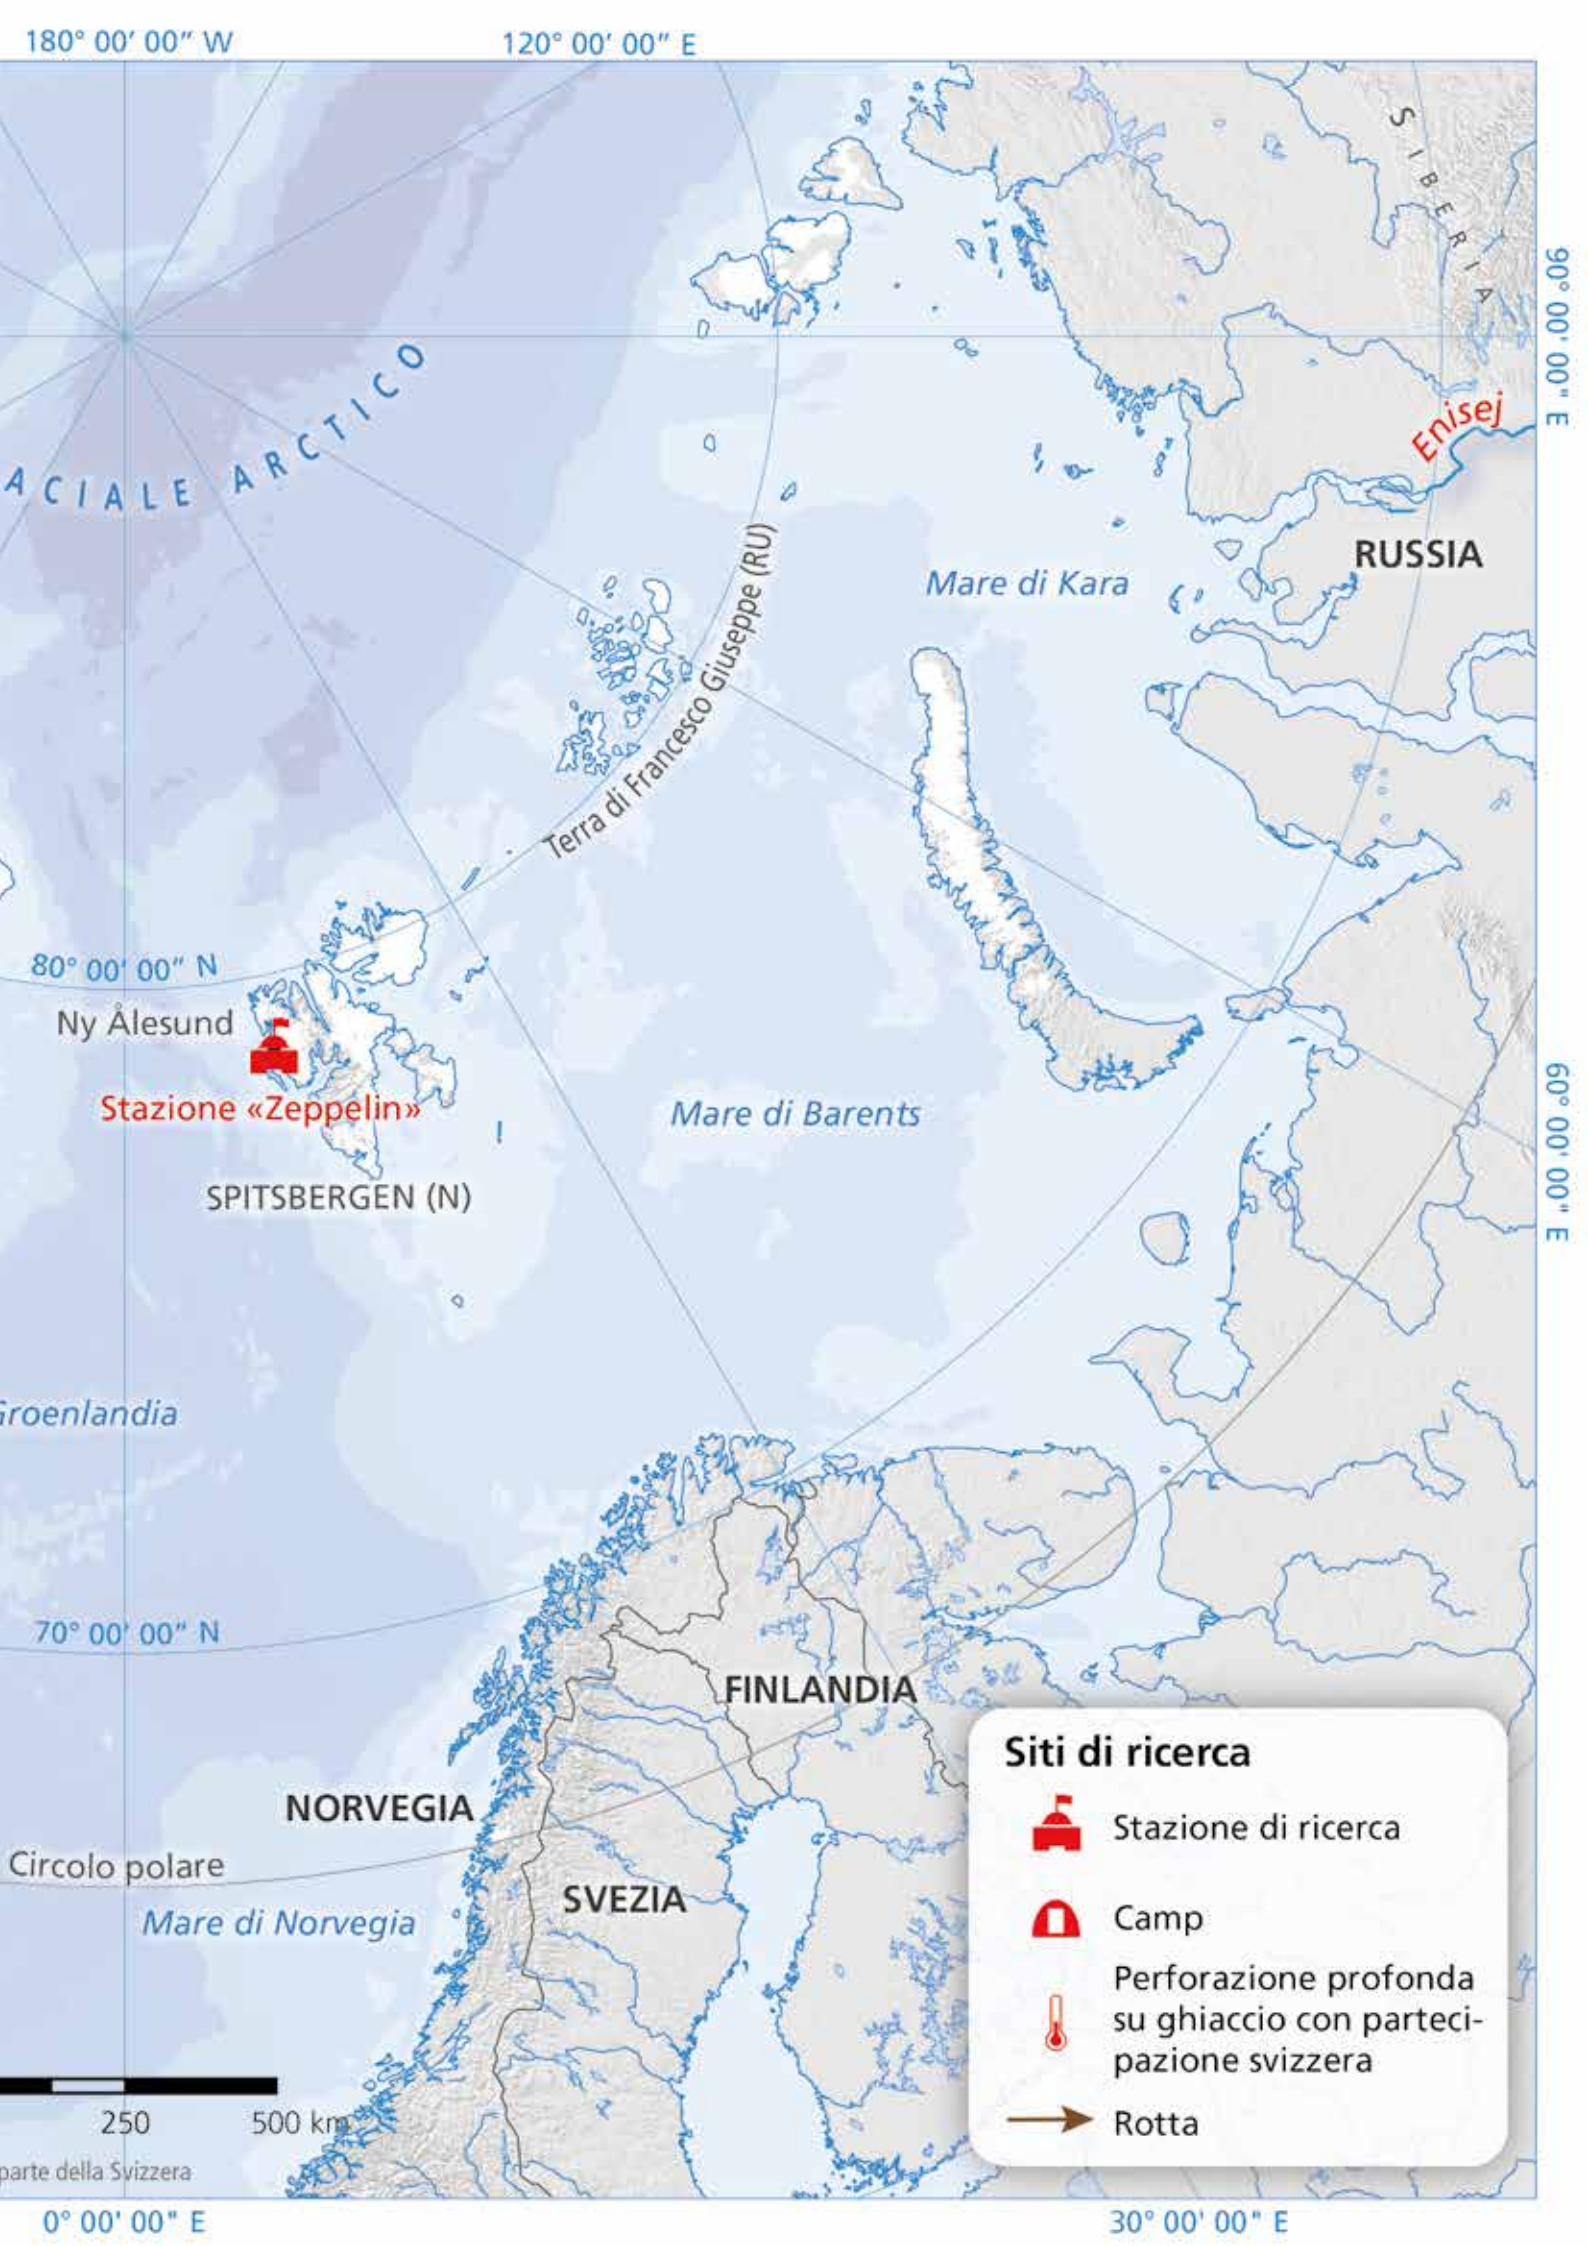 180° 00' 00" W
120° 00' 00" E
SIBERIA
90° 00' 00" E
ACIALE ARCTICO
Enisej
RUSSIA
Mare di Kara
Terra di Francesco Giuseppe (RU)
80° 00' 00" N
Ny Ålesund
Stazione «Zeppelin»
Mare di Barents
60° 00' 00" E
SPITSBERGEN (N)
Groenlandia
70° 00' 00" N
FINLANDIA
NORVEGIA
Circolo polare
SVEZIA
Mare di Norvegia
Siti di ricerca
Stazione di ricerca
Camp
Perforazione profonda
su ghiaccio con parteci-
pazione svizzera
Rotta
250
500 km
parte della Svizzera
0° 00' 00" E
30° 00' 00" E